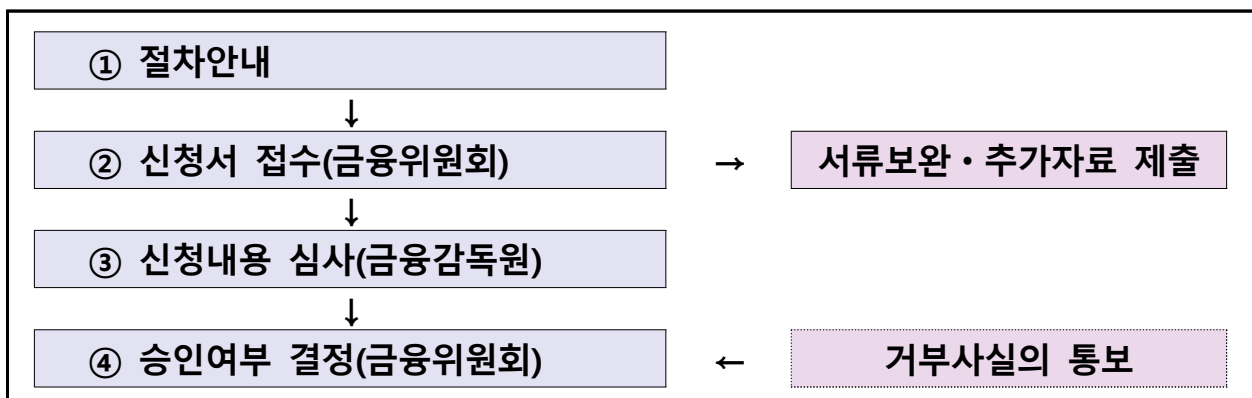 ① 절차안내
↓
② 신청서 접수(금융위원회) → 서류보완・추가자료 제출
↓
③ 신청내용 심사(금융감독원)
↓
④ 승인여부 결정(금융위원회) ← 거부사실의 통보